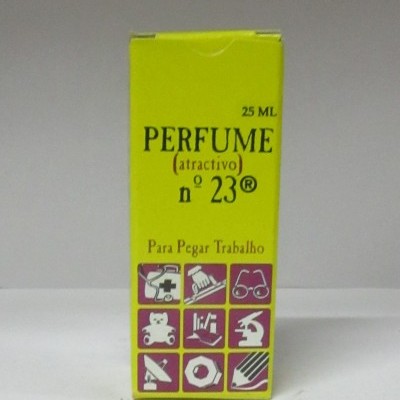 25 ML
PERFUME
(atractivo)
nº 23®
Para Pegar Trabalho